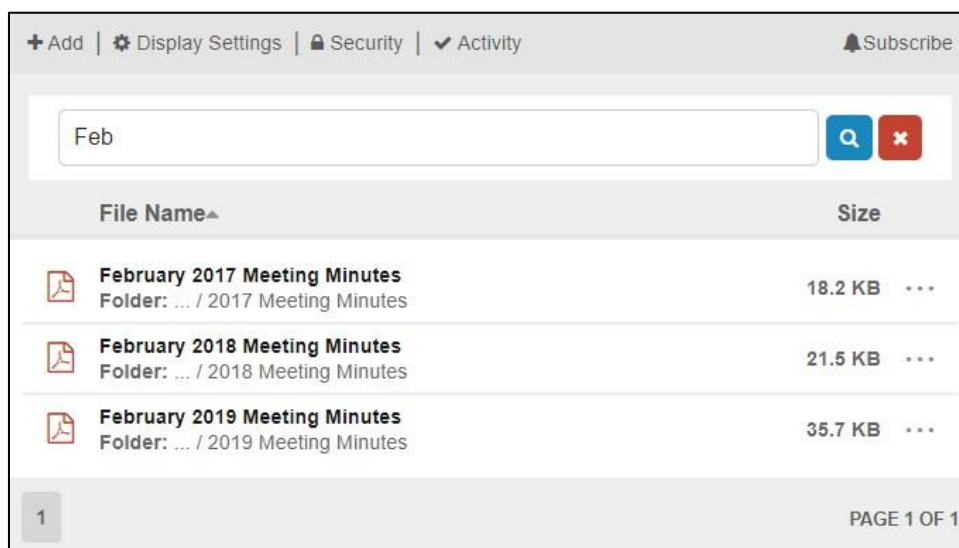 Add | Display Settings | Security | Activity Subscribe
Feb
File Name Size
February 2017 Meeting Minutes
Folder: ... / 2017 Meeting Minutes
18.2 KB ...
February 2018 Meeting Minutes
Folder: ... / 2018 Meeting Minutes
21.5 KB ...
February 2019 Meeting Minutes
Folder: ... / 2019 Meeting Minutes
35.7 KB ...
1 PAGE 1 OF 1